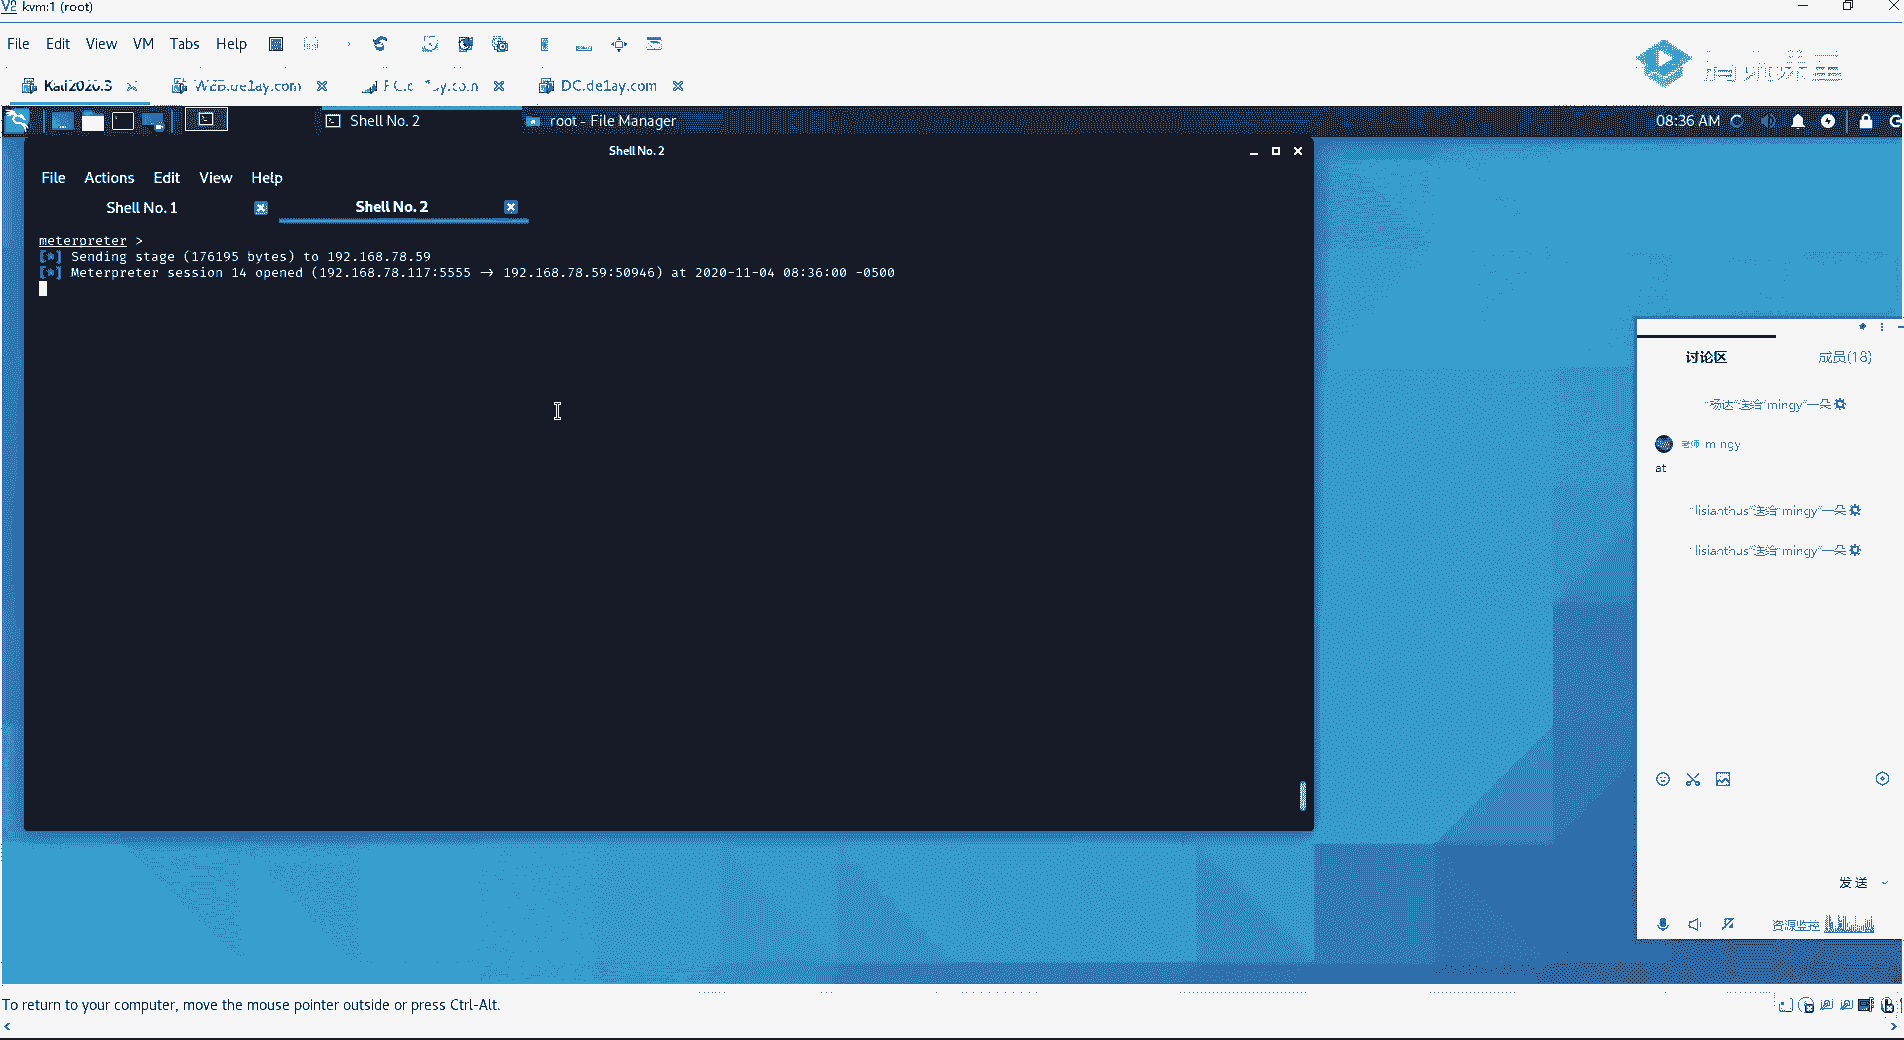 kvm:1 (root)
File Edit View VM Tabs Help
Kali2020.3 WEB.de1ay.com DC.de1ay.com
Shell No. 2 root - File Manager 08:36 AM
Shell No. 2
File Actions Edit View Help
Shell No. 1 Shell No. 2
meterpreter >
[*] Sending stage (176195 bytes) to 192.168.78.59
[*] Meterpreter session 14 opened (192.168.78.117:5555 → 192.168.78.59:50946) at 2020-11-04 08:36:00 -0500
讨论区 成员(18)
"杨达"送给"mingy"一朵
老师 mingy
at
"lisianthus"送给"mingy"一朵
"lisianthus"送给"mingy"一朵
发送
资源监控
To return to your computer, move the mouse pointer outside or press Ctrl-Alt.